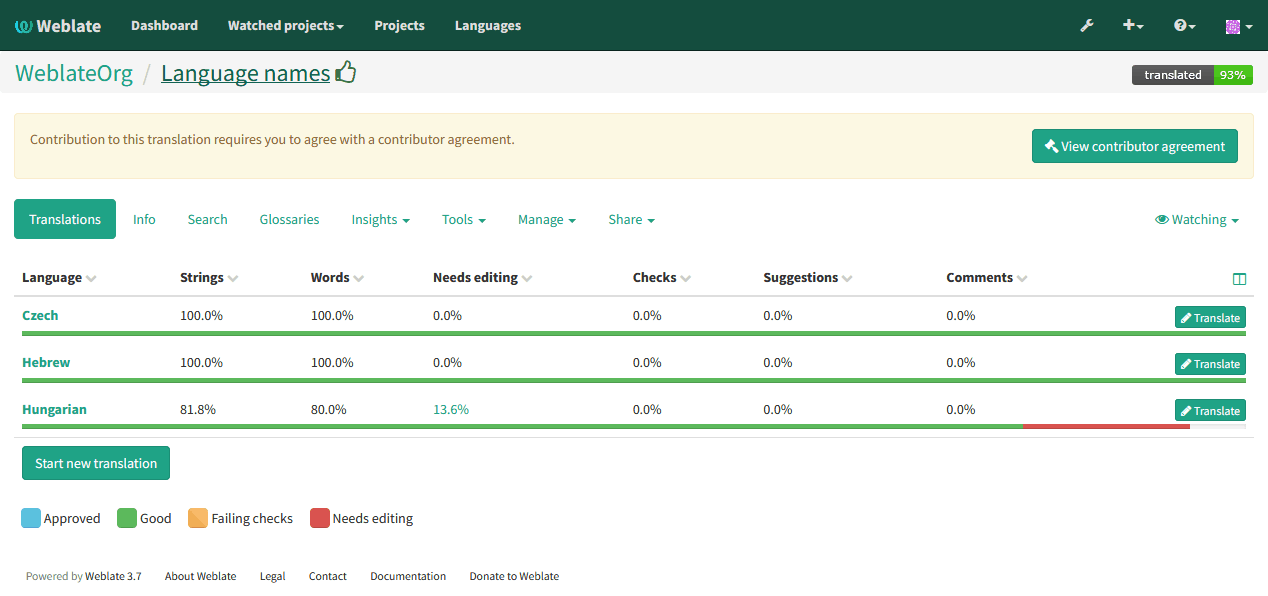 Weblate Dashboard Watched projects Projects Languages
WeblateOrg / Language names translated 93%
Contribution to this translation requires you to agree with a contributor agreement. View contributor agreement
Translations Info Search Glossaries Insights Tools Manage Share Watching
Language Strings Words Needs editing Checks Suggestions Comments
Czech 100.0% 100.0% 0.0% 0.0% 0.0% 0.0% Translate
Hebrew 100.0% 100.0% 0.0% 0.0% 0.0% 0.0% Translate
Hungarian 81.8% 80.0% 13.6% 0.0% 0.0% 0.0% Translate
Start new translation
Approved Good Failing checks Needs editing
Powered by Weblate 3.7 About Weblate Legal Contact Documentation Donate to Weblate